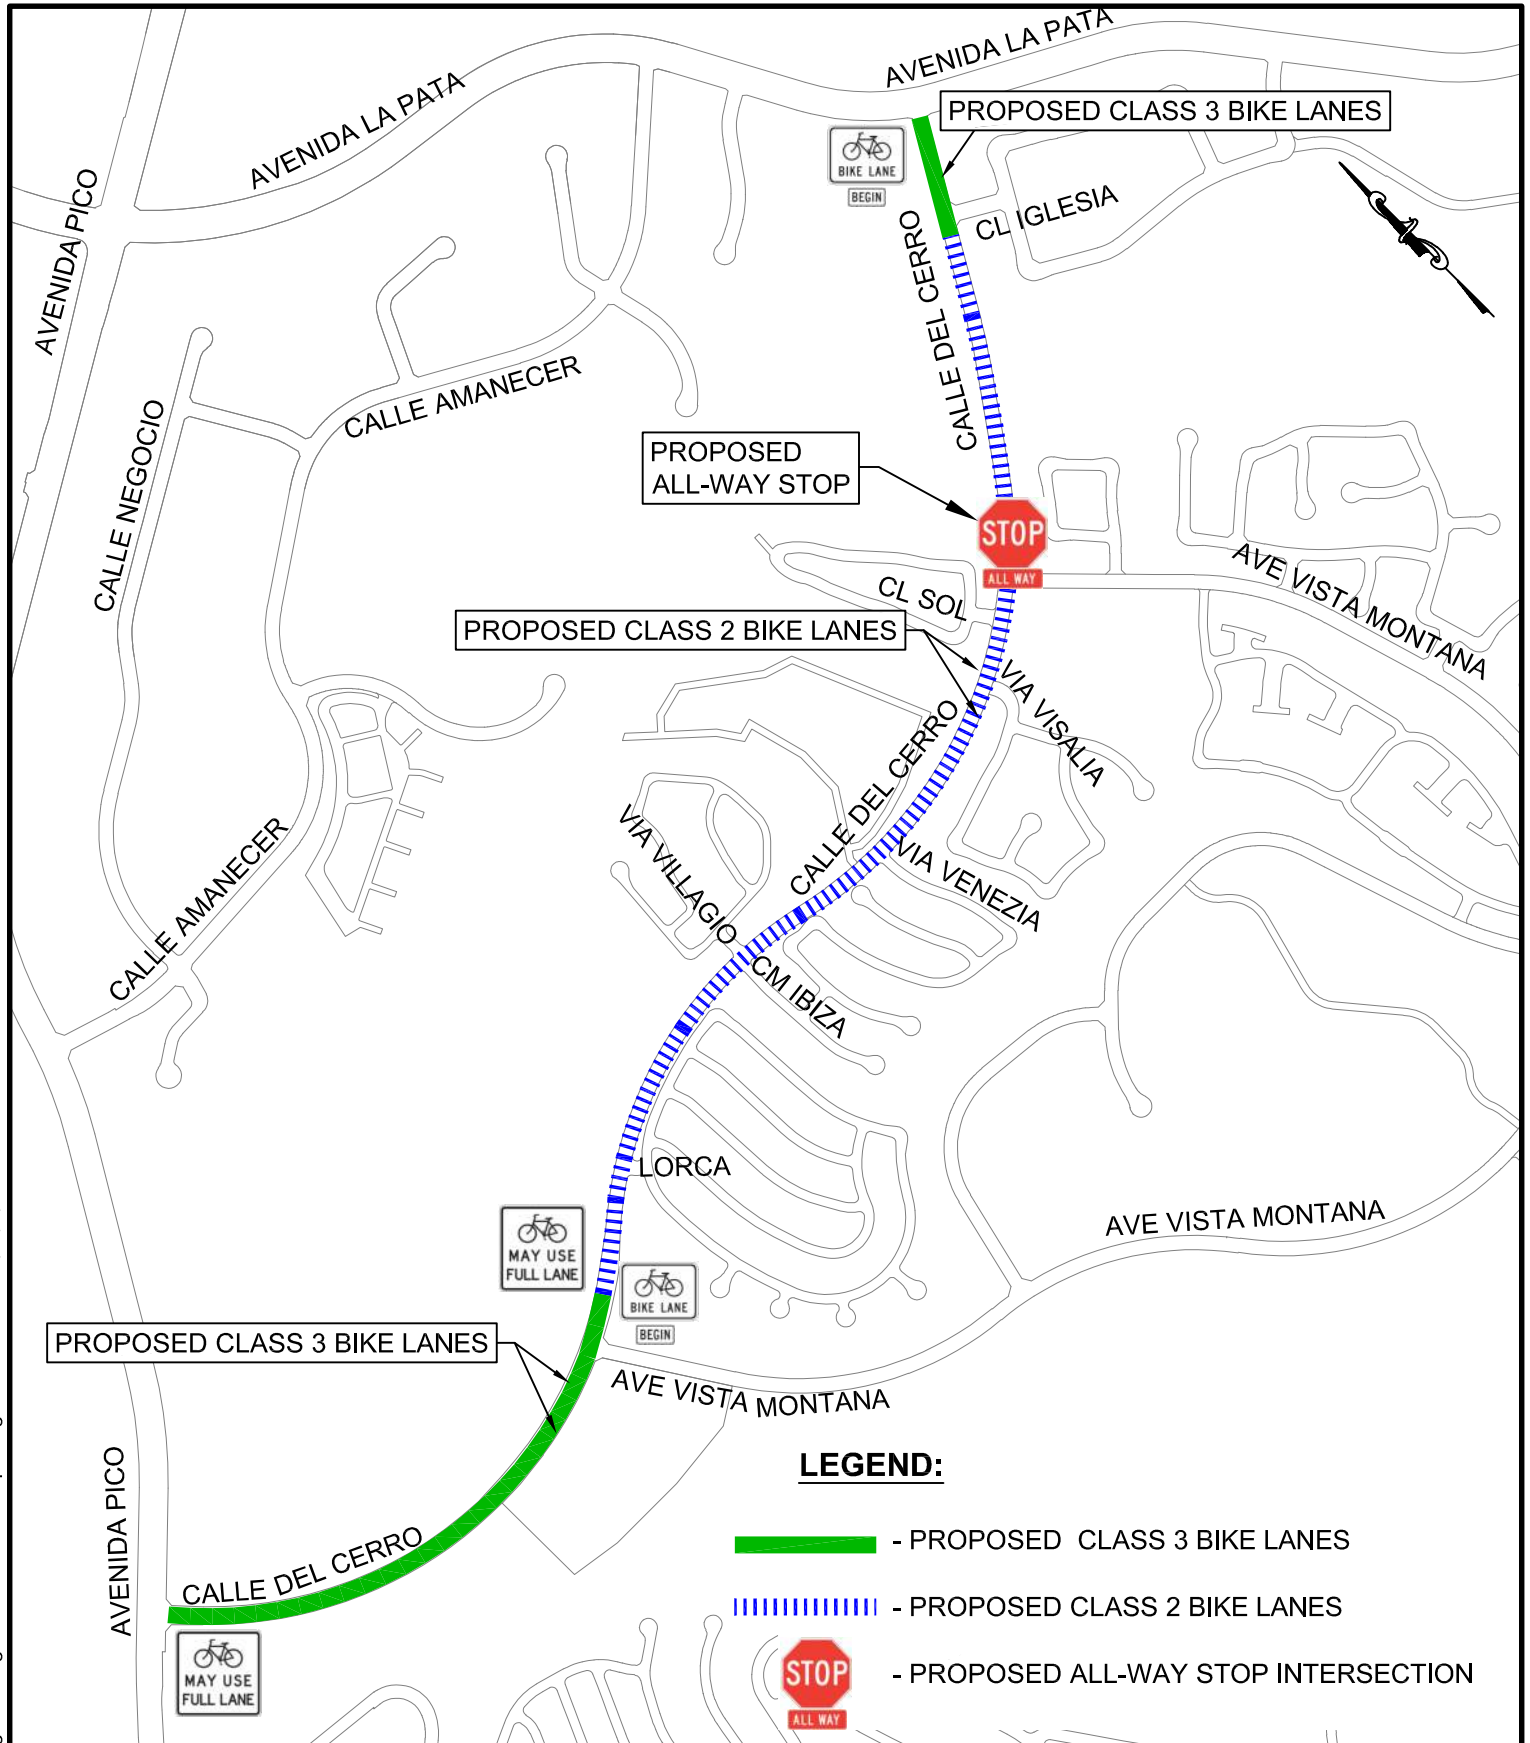 AVENIDA LA PATA
AVENIDA LA PATA
PROPOSED CLASS 3 BIKE LANES
BIKE LANE
BEGIN
AVENIDA PICO
CL IGLESIA
CALLE DEL CERRO
CALLE AMANECER
CALLE NEGOCIO
PROPOSED
ALL-WAY STOP
STOP
ALL WAY
AVE VISTA MONTANA
CL SOL
PROPOSED CLASS 2 BIKE LANES
VIA VISALIA
CALLE DEL CERRO
VIA VILLAGIO
VIA VENEZIA
CALLE AMANECER
CM IBIZA
LORCA
AVE VISTA MONTANA
MAY USE
FULL LANE
BIKE LANE
BEGIN
PROPOSED CLASS 3 BIKE LANES
AVE VISTA MONTANA
AVENIDA PICO
CALLE DEL CERRO
MAY USE
FULL LANE
LEGEND:
- PROPOSED CLASS 3 BIKE LANES
- PROPOSED CLASS 2 BIKE LANES
STOP
ALL WAY
- PROPOSED ALL-WAY STOP INTERSECTION